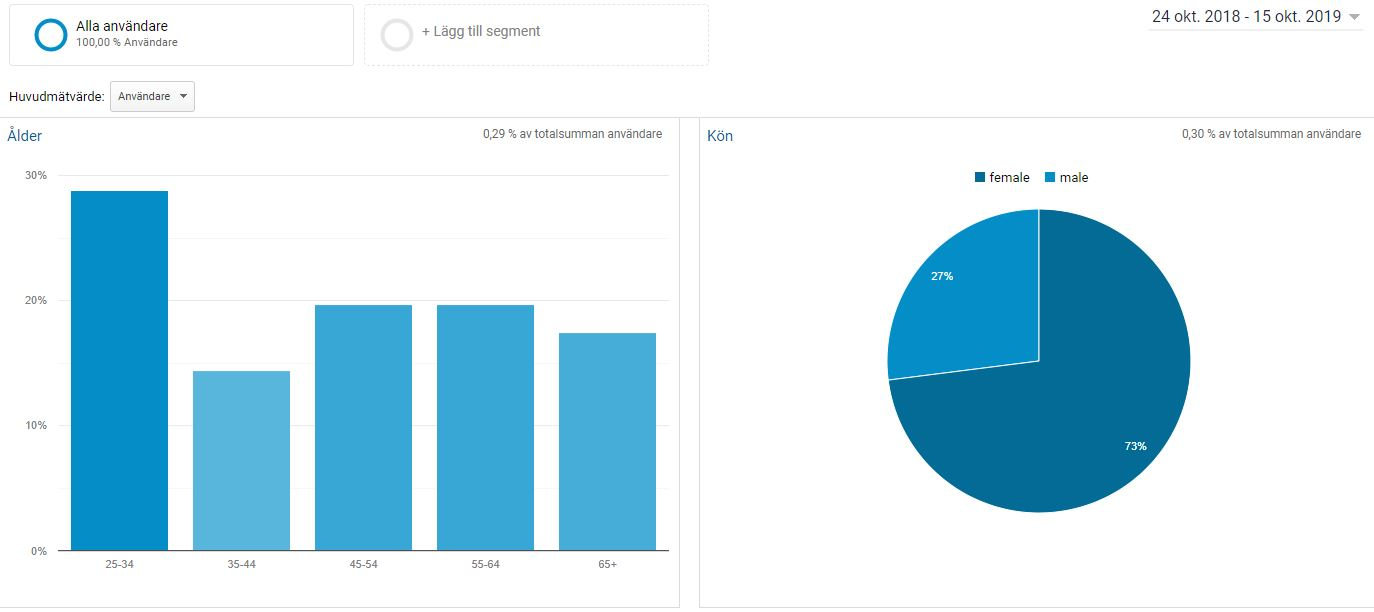 Alla användare
100,00 % Användare
+ Lägg till segment
24 okt. 2018 - 15 okt. 2019
Huvudmätvärde: Användare
Ålder
0,29 % av totalsumman användare
30%
20%
10%
0%
25-34 35-44 45-54 55-64 65+
Kön
0,30 % av totalsumman användare
female male
27%
73%